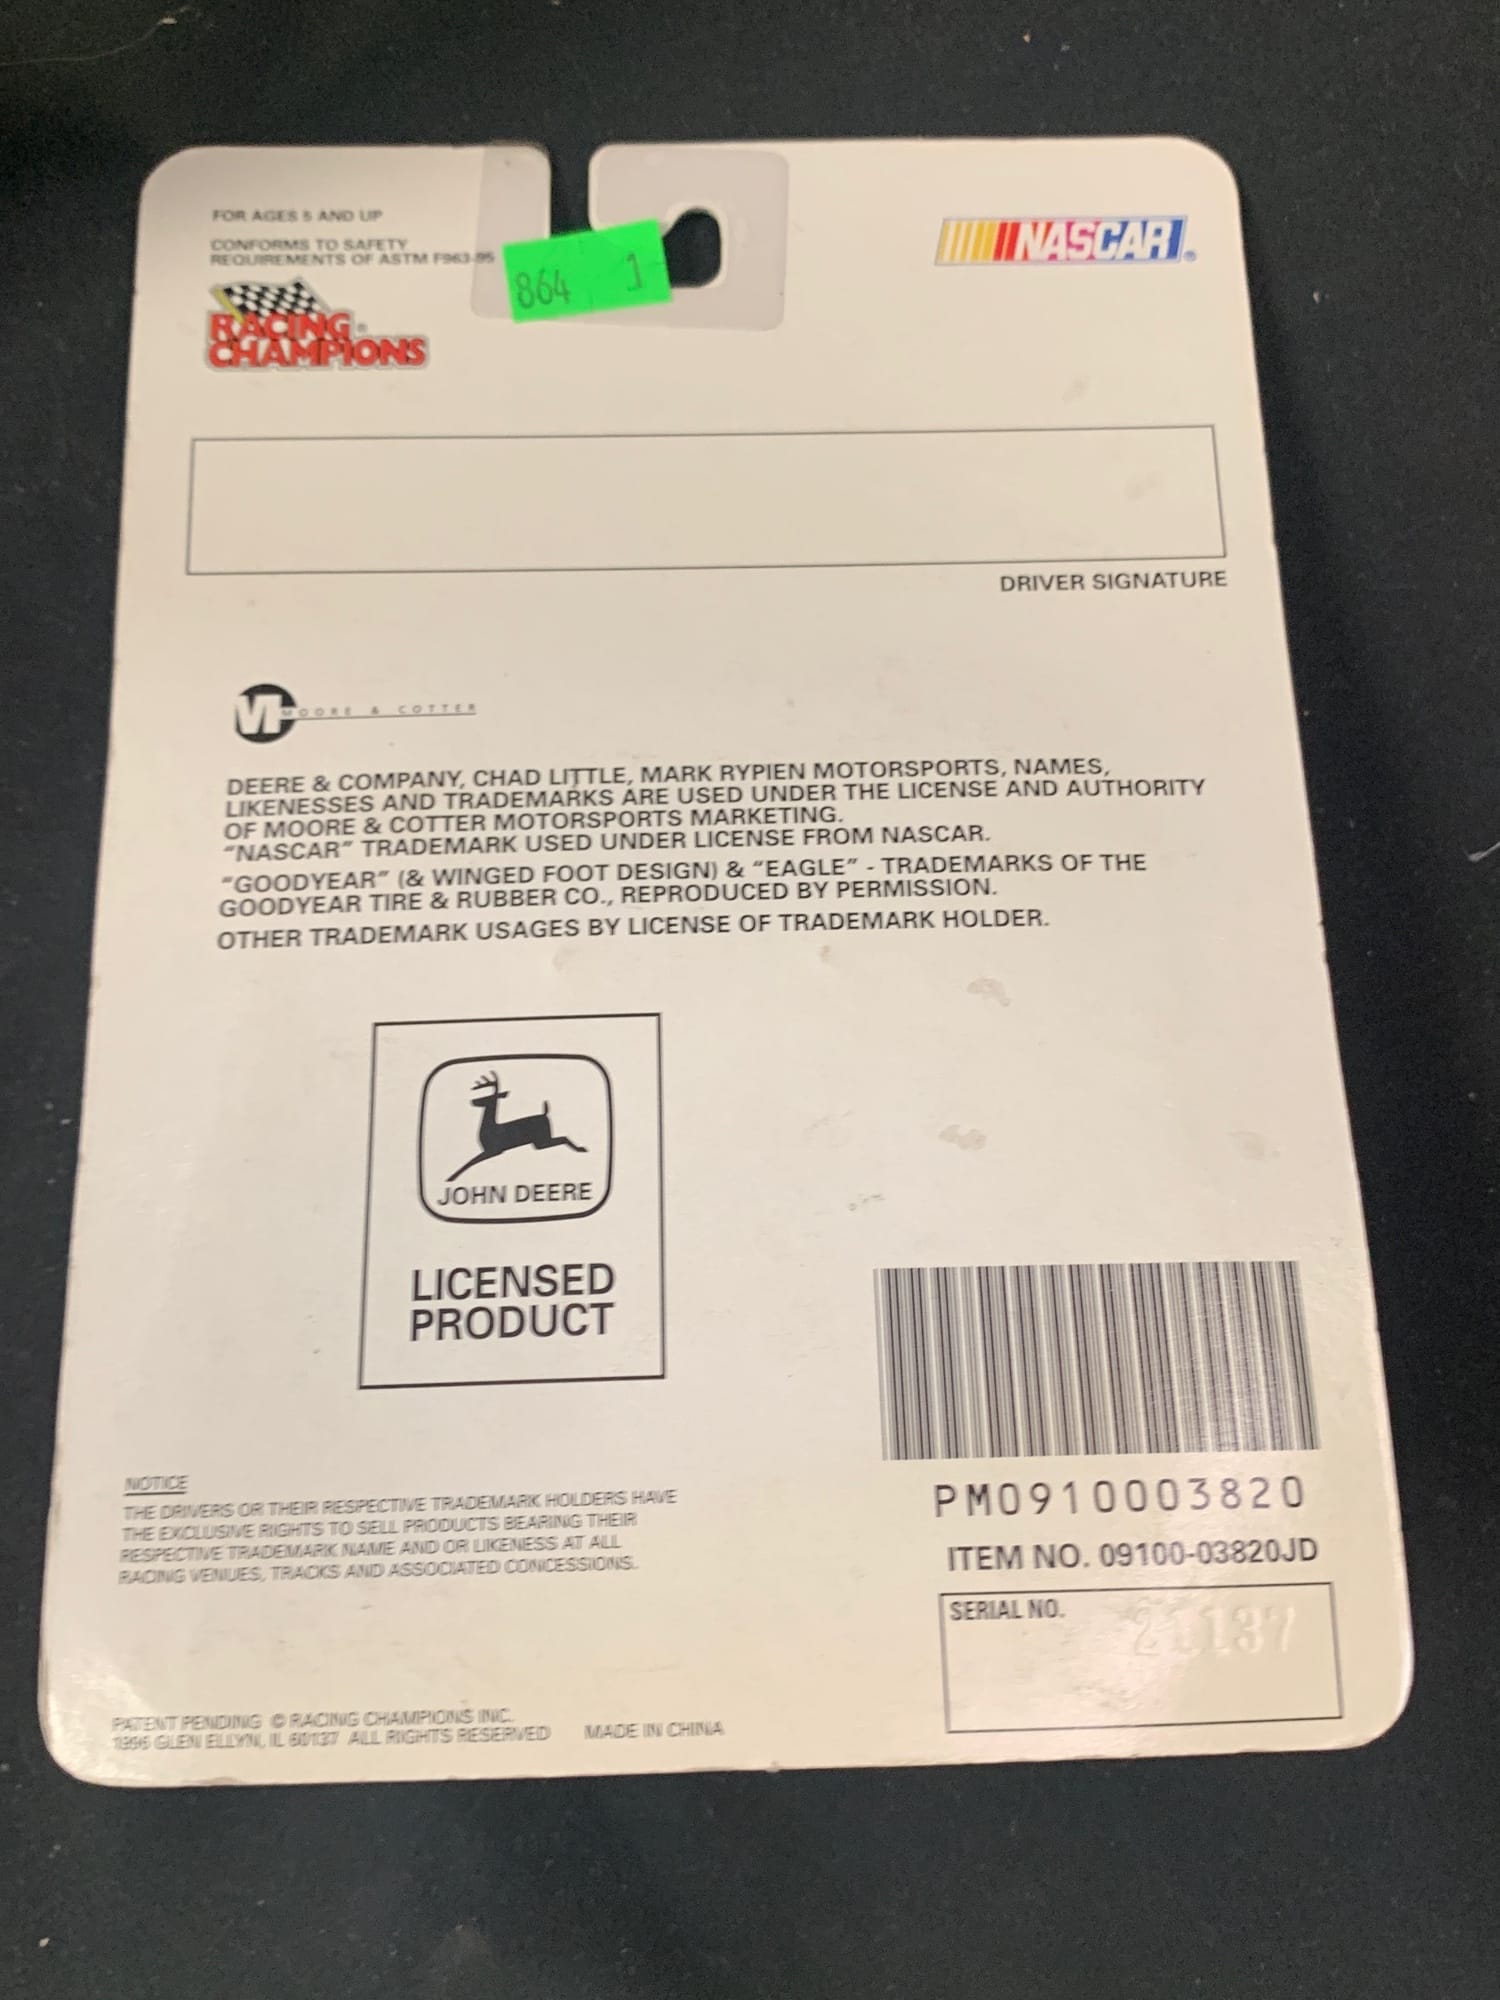 FOR AGES 5 AND UP
CONFORMS TO SAFETY
REQUIREMENTS OF ASTM F963-95
864 1
NASCAR®
RACING®
CHAMPIONS
DRIVER SIGNATURE
MOORE & COTTER
DEERE & COMPANY, CHAD LITTLE, MARK RYPIEN MOTORSPORTS, NAMES,
LIKENESSES AND TRADEMARKS ARE USED UNDER THE LICENSE AND AUTHORITY
OF MOORE & COTTER MOTORSPORTS MARKETING.
"NASCAR" TRADEMARK USED UNDER LICENSE FROM NASCAR.
"GOODYEAR" (& WINGED FOOT DESIGN) & "EAGLE" - TRADEMARKS OF THE
GOODYEAR TIRE & RUBBER CO., REPRODUCED BY PERMISSION.
OTHER TRADEMARK USAGES BY LICENSE OF TRADEMARK HOLDER.
JOHN DEERE
LICENSED
PRODUCT
NOTICE
THE DRIVERS OR THEIR RESPECTIVE TRADEMARK HOLDERS HAVE
THE EXCLUSIVE RIGHTS TO SELL PRODUCTS BEARING THEIR
RESPECTIVE TRADEMARK NAME AND OR LIKENESS AT ALL
RACING VENUES, TRACKS AND ASSOCIATED CONCESSIONS.
PM0910003820
ITEM NO. 09100-03820JD
SERIAL NO. 21137
PATENT PENDING © RACING CHAMPIONS INC.
1996 GLEN ELLYN, IL 60137 ALL RIGHTS RESERVED MADE IN CHINA